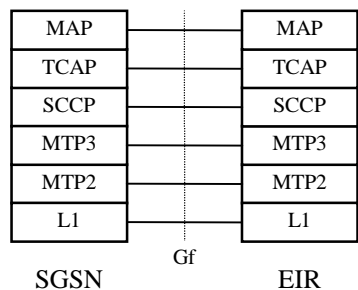 MAP MAP
TCAP TCAP
SCCP SCCP
MTP3 MTP3
MTP2 MTP2
L1 L1
Gf
SGSN EIR